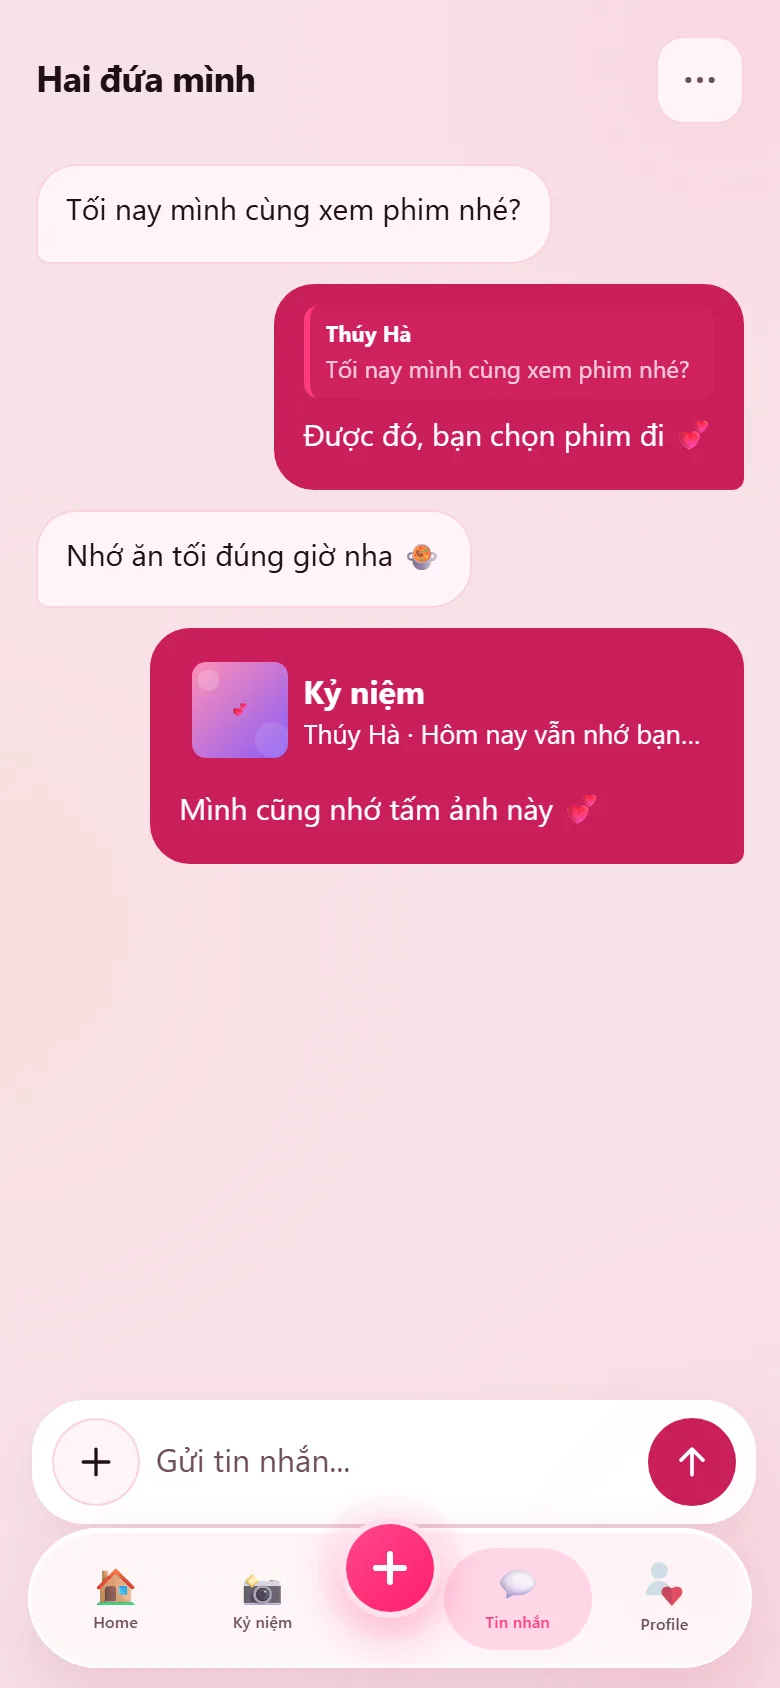 Hai đứa mình
Tối nay mình cùng xem phim nhé?
Thúy Hà
Tối nay mình cùng xem phim nhé?
Được đó, bạn chọn phim đi 💕
Nhớ ăn tối đúng giờ nha 🍲
Kỷ niệm
Thúy Hà · Hôm nay vẫn nhớ bạn...
Mình cũng nhớ tấm ảnh này 💕
Gửi tin nhắn...
Home
Kỷ niệm
Tin nhắn
Profile